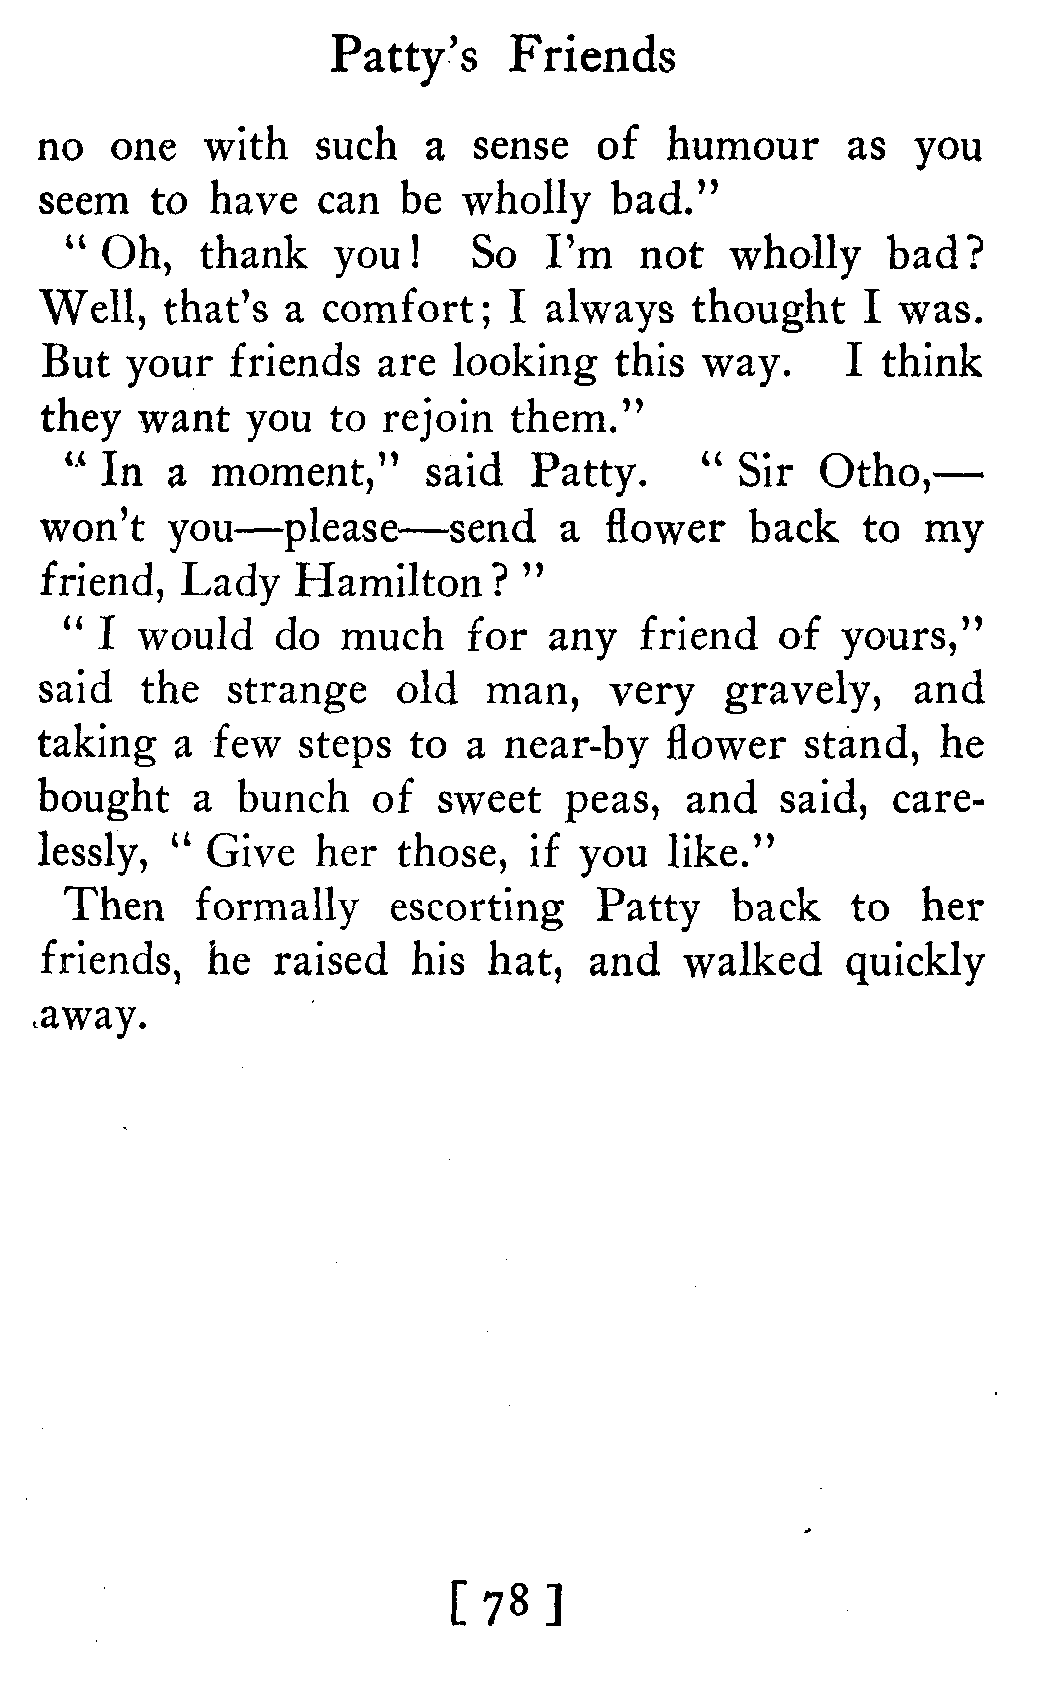 Patty's Friends
no one with such a sense of humour as you
seem to have can be wholly bad."
" Oh, thank you! So I'm not wholly bad?
Well, that's a comfort; I always thought I was.
But your friends are looking this way. I think
they want you to rejoin them."
" In a moment," said Patty. " Sir Otho,—
won't you—please—send a flower back to my
friend, Lady Hamilton? "
" I would do much for any friend of yours,"
said the strange old man, very gravely, and
taking a few steps to a near-by flower stand, he
bought a bunch of sweet peas, and said, care-
lessly, " Give her those, if you like."
Then formally escorting Patty back to her
friends, he raised his hat, and walked quickly
away.
[ 78 ]